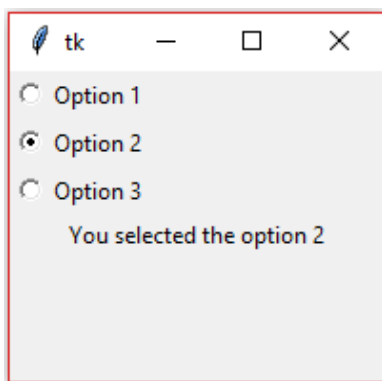 tk
Option 1
Option 2
Option 3
You selected the option 2